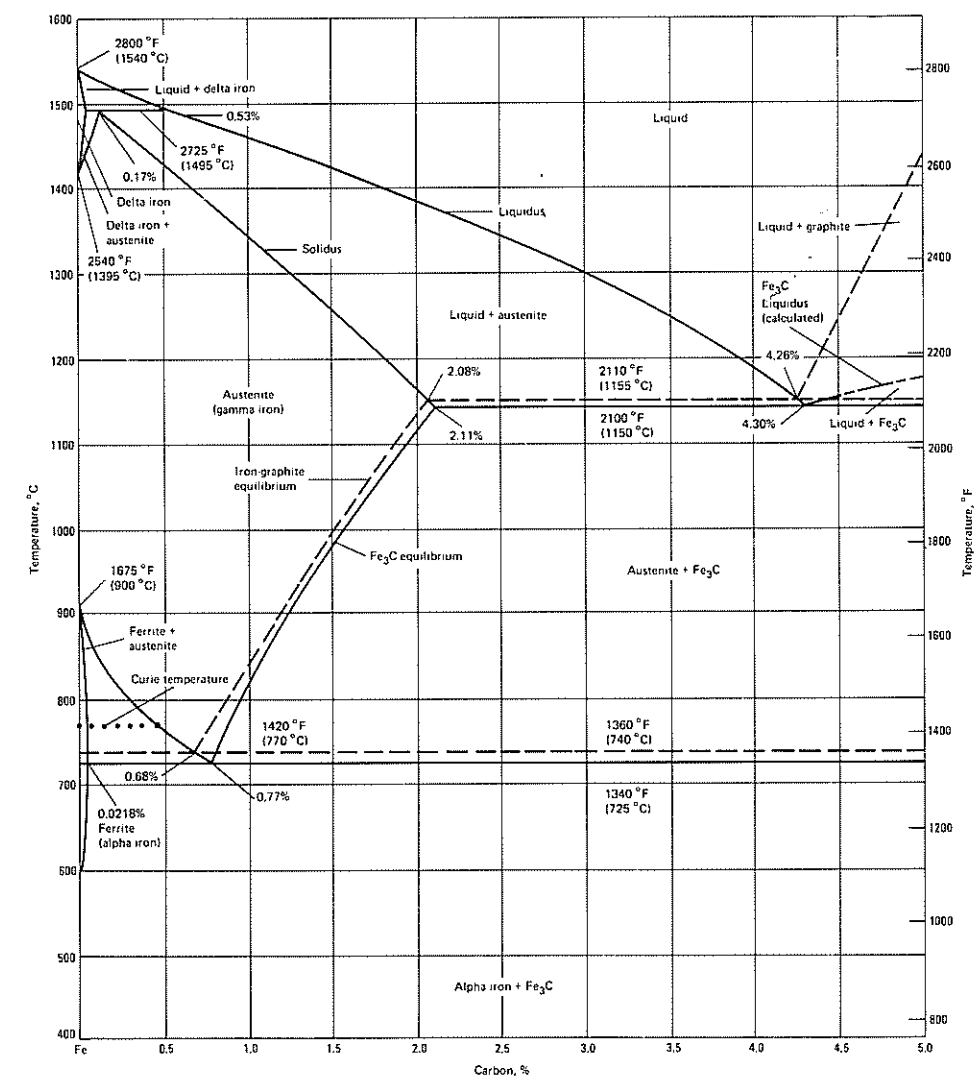 1600
2800 °F
(1540 °C)
2800
Liquid + delta iron
1500
0.53%
Liquid
2725 °F
(1495 °C)
0.17%
2600
1400
Delta iron
Liquidus
Delta iron +
austenite
Liquid + graphite
Solidus
2540 °F
(1395 °C)
2400
1300
Fe3C
Liquidus
(calculated)
Liquid + austenite
1200
2.08%
2110 °F
(1155 °C)
4.26%
2200
Austenite
(gamma iron)
2100 °F
(1150 °C)
4.30%
Liquid + Fe3C
2.11%
1100
2000
Iron-graphite
equilibrium
Temperature, °C
Temperature, °F
1000
Fe3C equilibrium
1800
1675 °F
(900 °C)
Austenite + Fe3C
900
Ferrite +
austenite
1600
Curie temperature
800
1420 °F
(770 °C)
1360 °F
(740 °C)
1400
0.68%
0.77%
700
1340 °F
(725 °C)
0.0218%
Ferrite
(alpha iron)
1200
600
1000
500
Alpha iron + Fe3C
800
400
Fe
0.5
1.0
1.5
2.0
2.5
3.0
3.5
4.0
4.5
5.0
Carbon, %